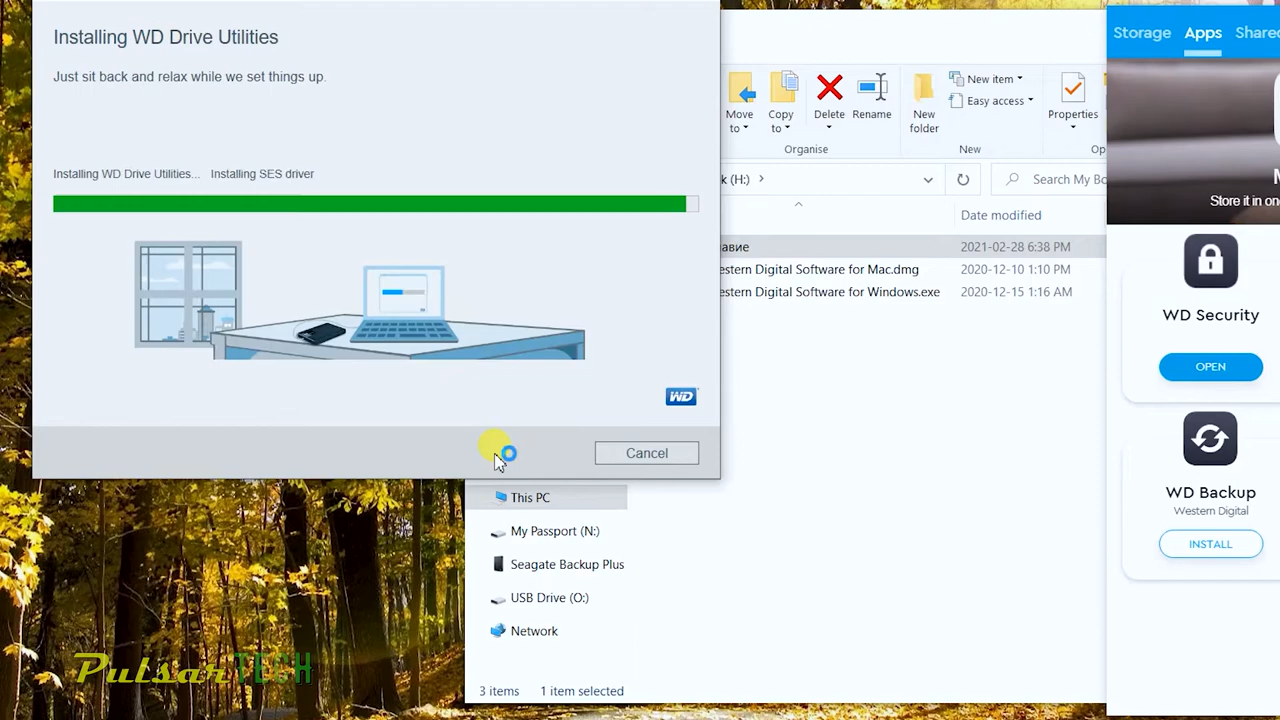 Installing WD Drive Utilities
Just sit back and relax while we set things up.
Installing WD Drive Utilities... Installing SES driver
WD
Cancel
Move to
Copy to
Delete
Rename
New folder
New item
Easy access
Properties
Organise
New
k (H:)
Search My Bo
Date modified
авие 2021-02-28 6:38 PM
estern Digital Software for Mac.dmg 2020-12-10 1:10 PM
estern Digital Software for Windows.exe 2020-12-15 1:16 AM
This PC
My Passport (N:)
Seagate Backup Plus
USB Drive (O:)
Network
3 items 1 item selected
Storage Apps Shared
Store it in one
WD Security
OPEN
WD Backup
Western Digital
INSTALL
PulsarTECH